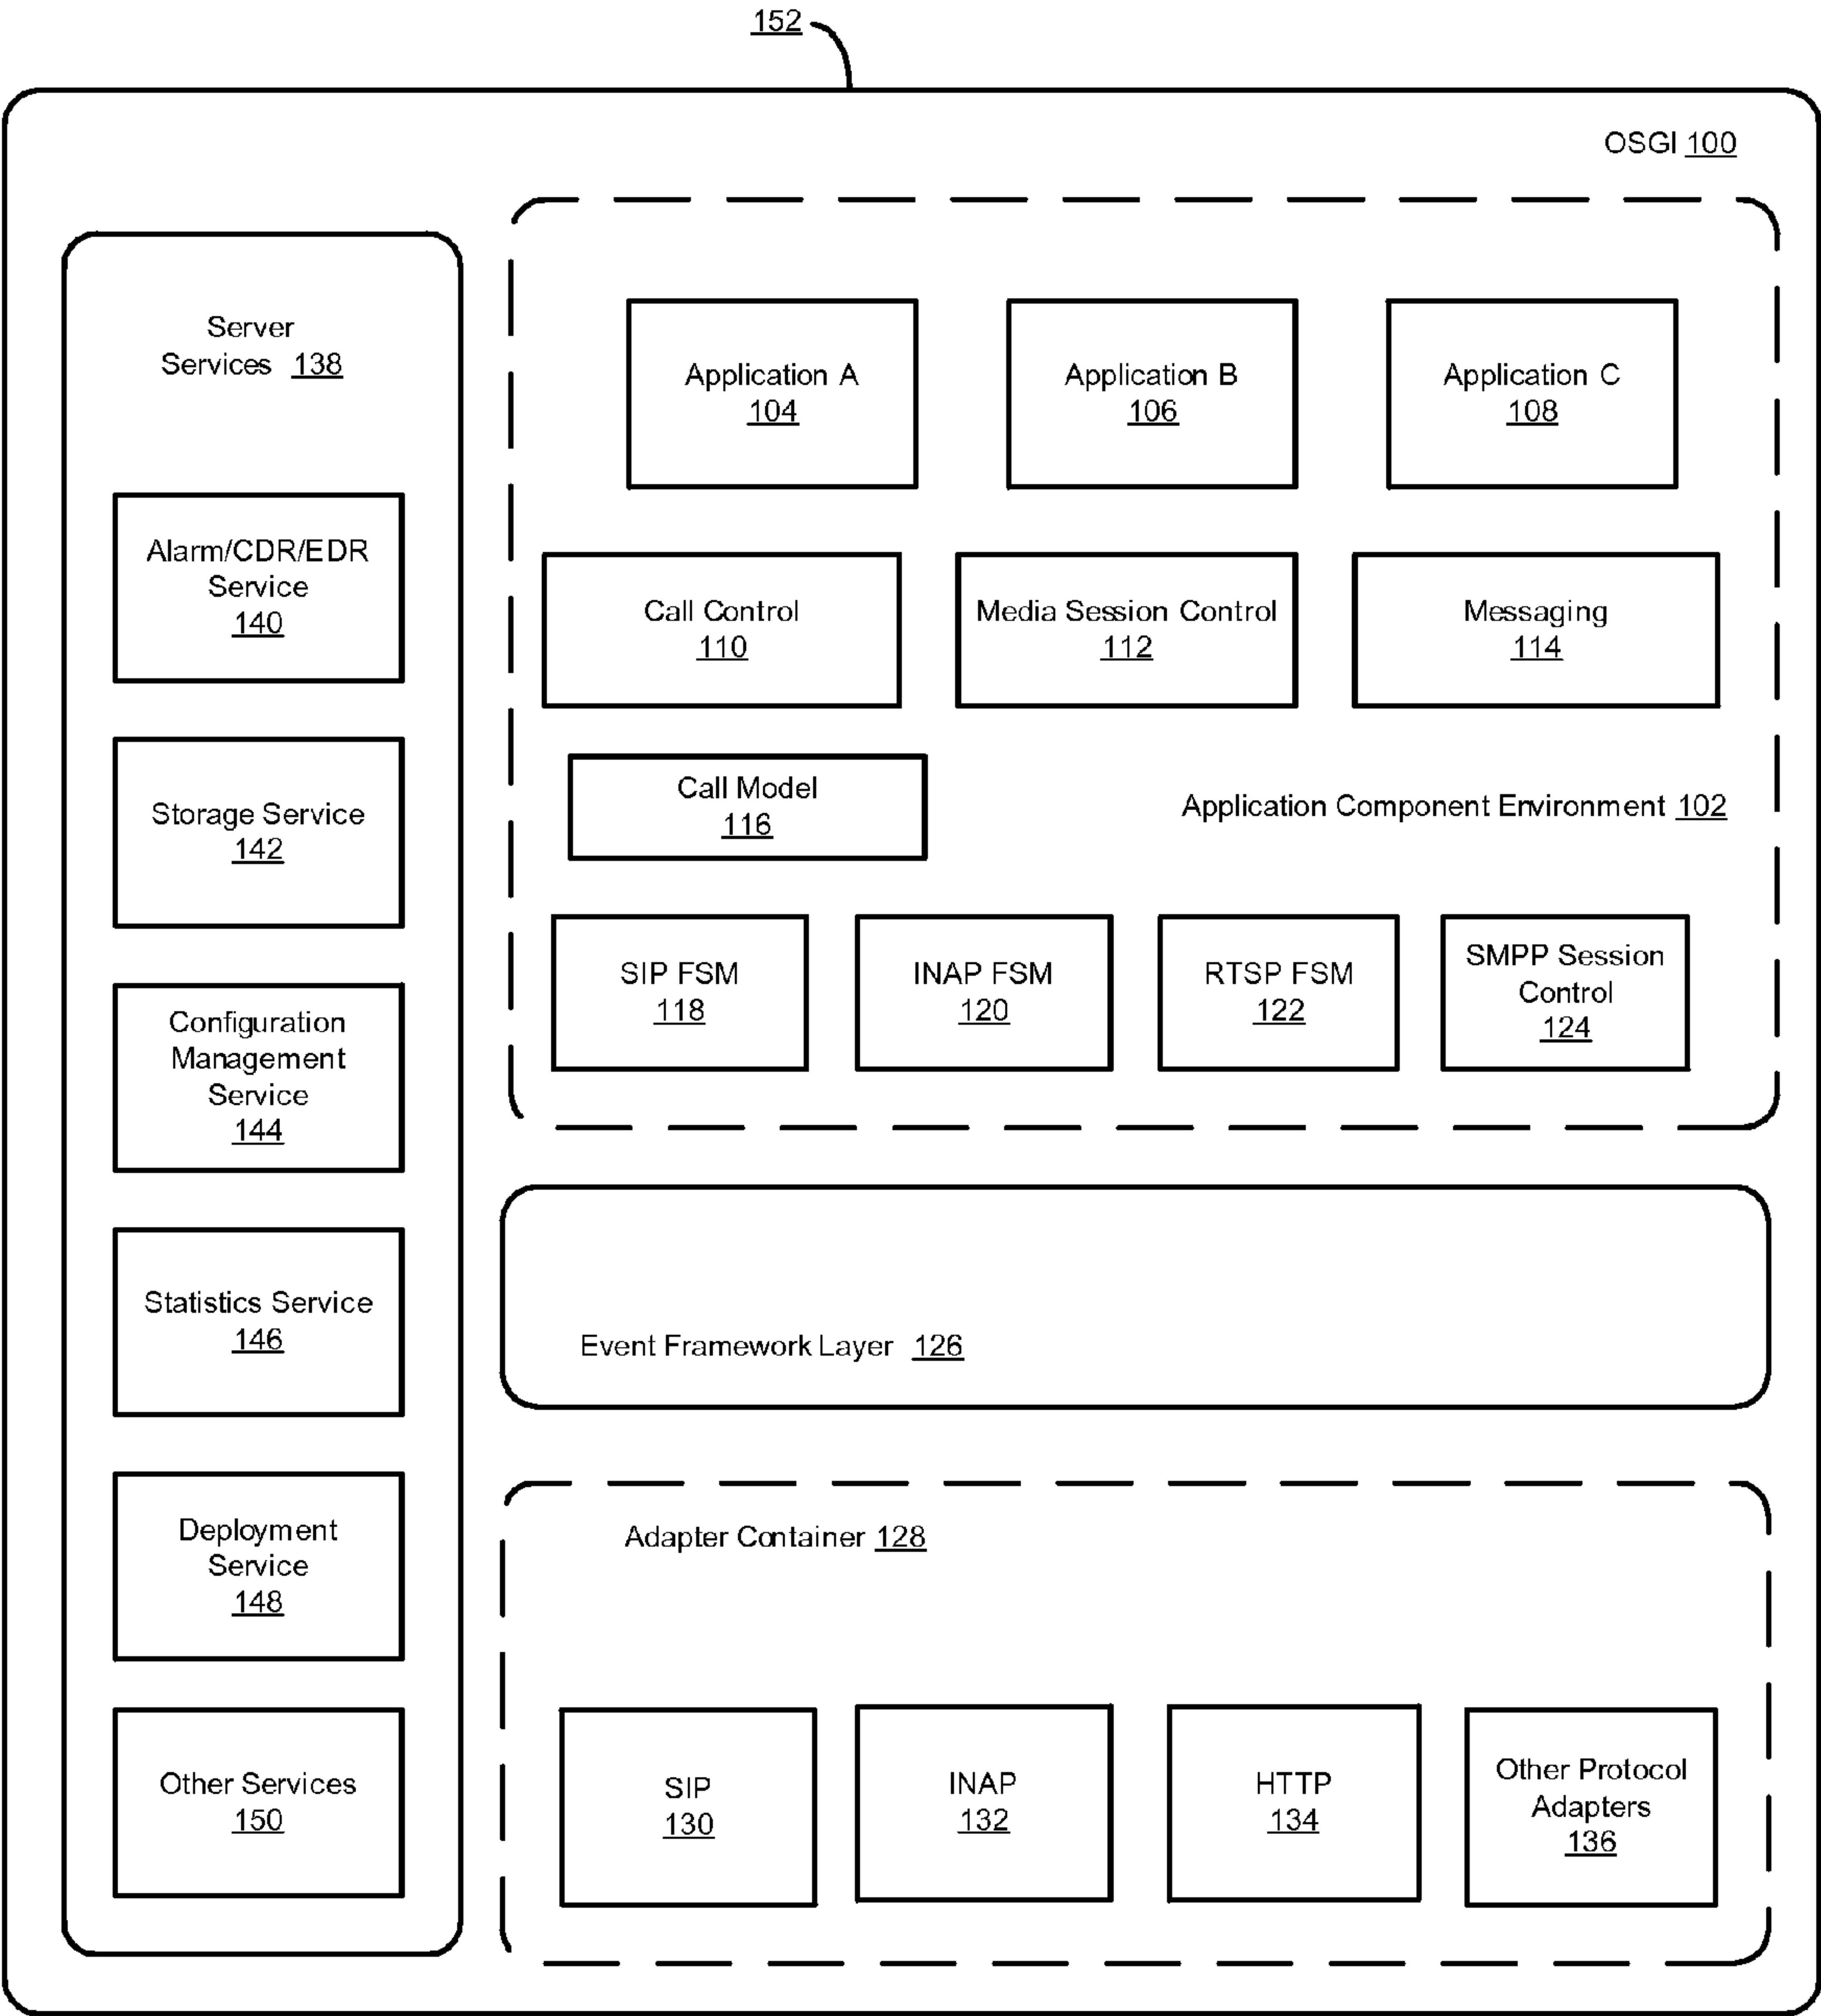 152
OSGI 100
Server
Services 138
Alarm/CDR/EDR
Service
140
Storage Service
142
Configuration
Management
Service
144
Statistics Service
146
Deployment
Service
148
Other Services
150
Application A
104
Application B
106
Application C
108
Call Control
110
Media Session Control
112
Messaging
114
Call Model
116
Application Component Environment 102
SIP FSM
118
INAP FSM
120
RTSP FSM
122
SMPP Session
Control
124
Event Framework Layer 126
Adapter Container 128
SIP
130
INAP
132
HTTP
134
Other Protocol
Adapters
136